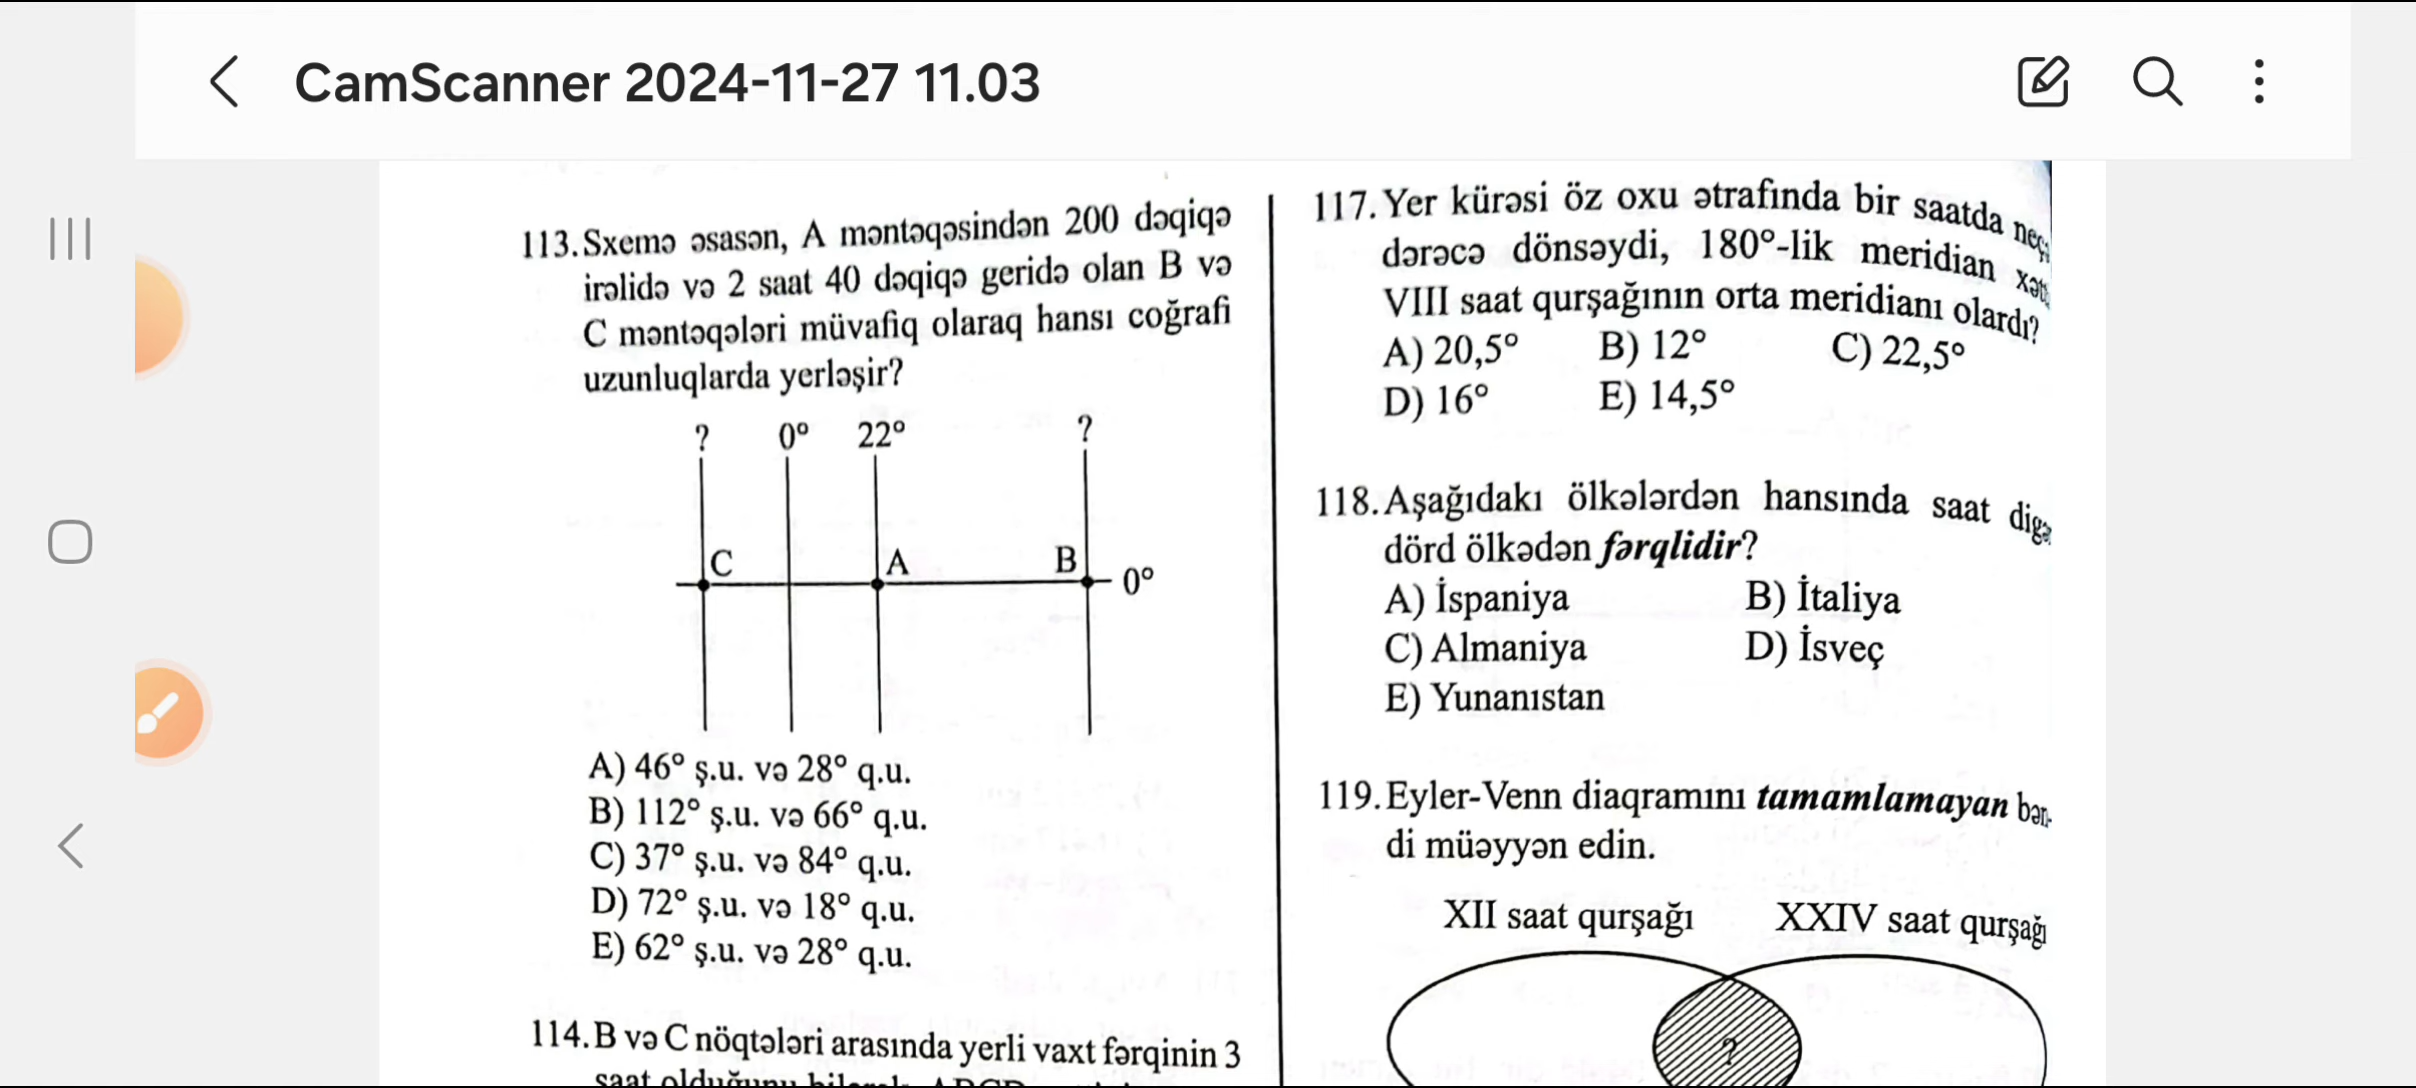 CamScanner 2024-11-27 11.03
113. Sxemə əsasən, A məntəqəsindən 200 dəqiqə
irəlidə və 2 saat 40 dəqiqə geridə olan B və
C məntəqələri müvafiq olaraq hansı coğrafi
uzunluqlarda yerləşir?
? 0° 22° ?
C A B 0°
A) 46° ş.u. və 28° q.u.
B) 112° ş.u. və 66° q.u.
C) 37° ş.u. və 84° q.u.
D) 72° ş.u. və 18° q.u.
E) 62° ş.u. və 28° q.u.
114. B və C nöqtələri arasında yerli vaxt fərqinin 3
saat olduğunu
117. Yer kürəsi öz oxu ətrafında bir saatda
dərəcə dönsəydi, 180°-lik meridian
VIII saat qurşağının orta meridianı olardı?
A) 20,5° B) 12° C) 22,5°
D) 16° E) 14,5°
118. Aşağıdakı ölkələrdən hansında saat
dörd ölkədən fərqlidir?
A) İspaniya B) İtaliya
C) Almaniya D) İsveç
E) Yunanıstan
119. Eyler-Venn diaqramını tamamlamayan bən-
di müəyyən edin.
XII saat qurşağı XXIV saat qurşağı
?